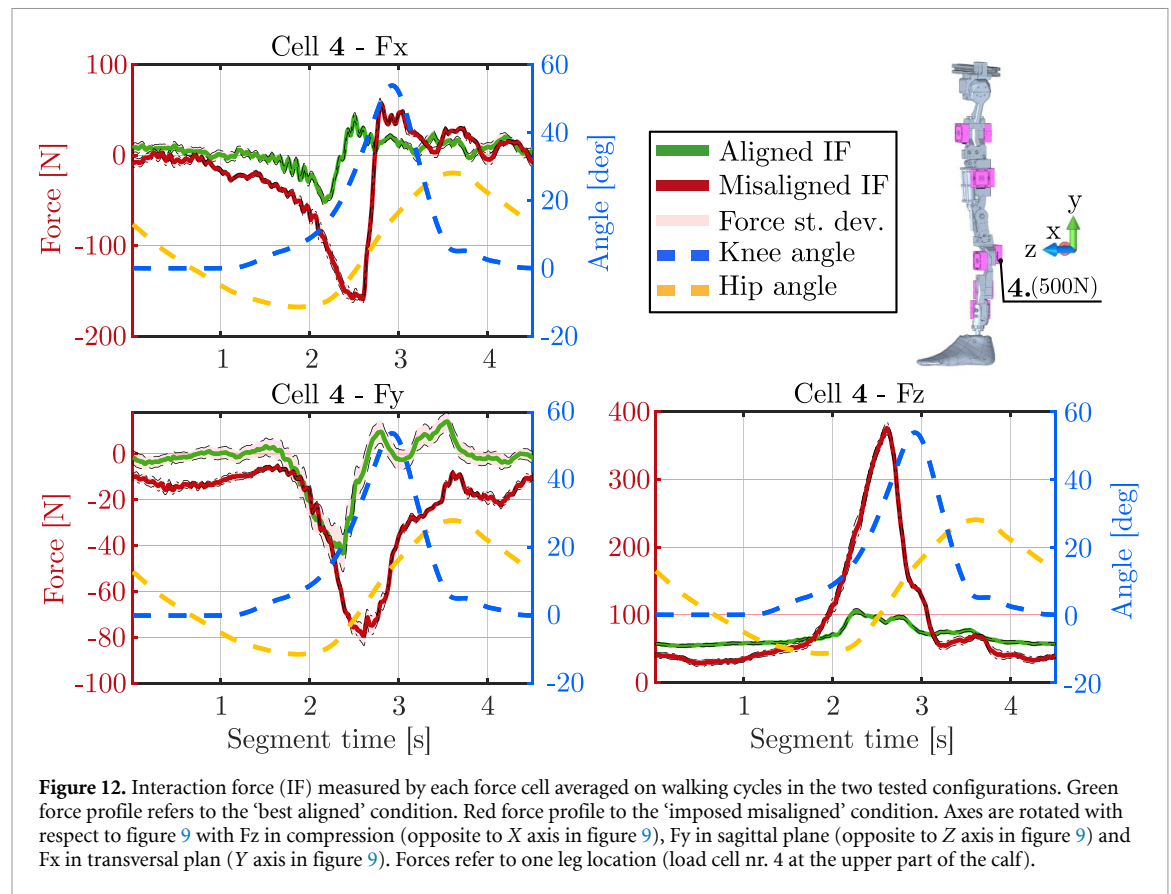 Cell 4 - Fx
100
0
-100
-200
Force [N]
60
40
20
0
-20
Angle [deg]
1 2 3 4
Aligned IF
Misaligned IF
Force st. dev.
Knee angle
Hip angle
y
x
z
4.(500N)
Cell 4 - Fy
0
-20
-40
-60
-80
-100
Force [N]
60
40
20
0
-20
1 2 3 4
Segment time [s]
Cell 4 - Fz
400
300
200
100
0
60
40
20
0
-20
Angle [deg]
1 2 3 4
Segment time [s]
Figure 12. Interaction force (IF) measured by each force cell averaged on walking cycles in the two tested configurations. Green
force profile refers to the ‘best aligned’ condition. Red force profile to the ‘imposed misaligned’ condition. Axes are rotated with
respect to figure 9 with Fz in compression (opposite to X axis in figure 9), Fy in sagittal plane (opposite to Z axis in figure 9) and
Fx in transversal plan (Y axis in figure 9). Forces refer to one leg location (load cell nr. 4 at the upper part of the calf).